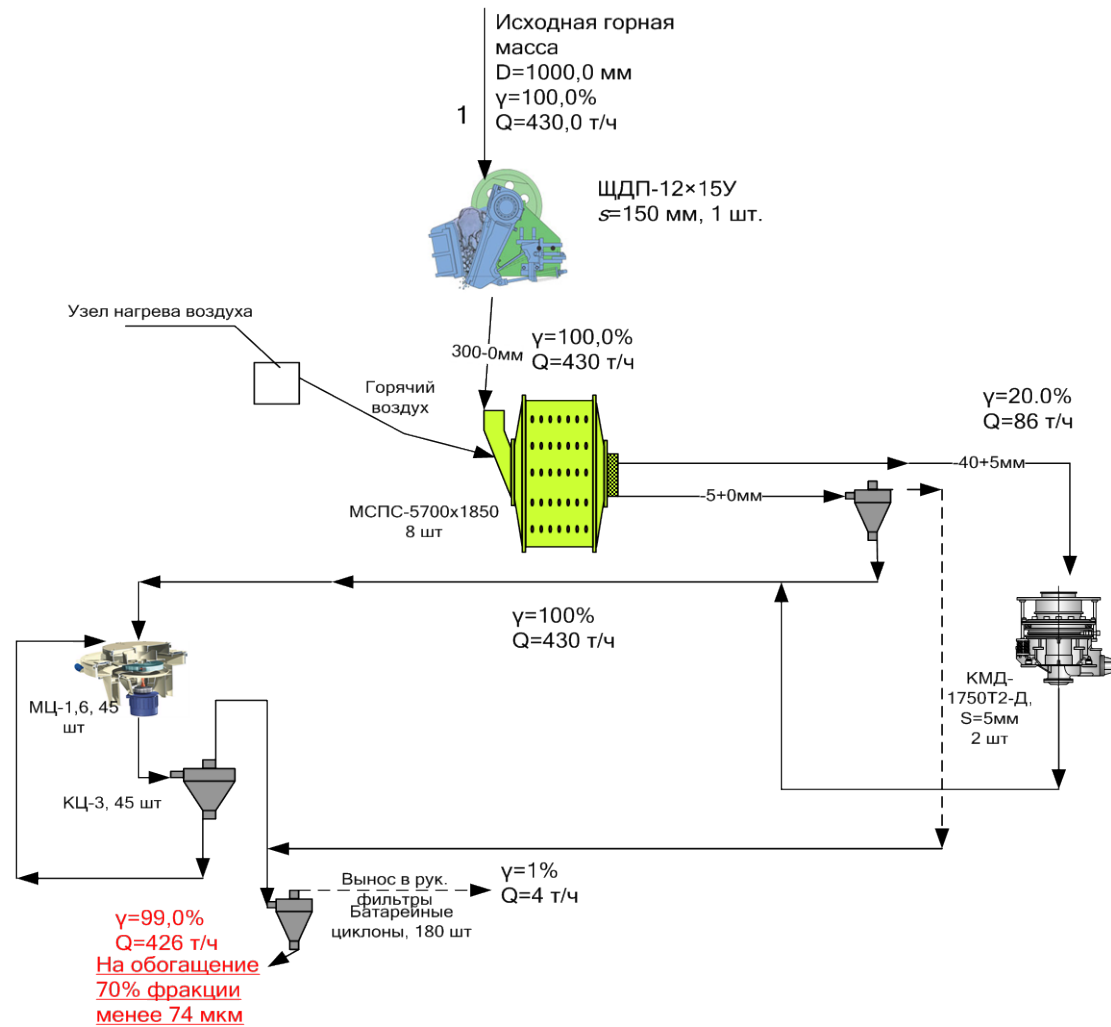 Исходная горная
масса
D=1000,0 мм
γ=100,0%
Q=430,0 т/ч
1
ЩДП-12×15У
s=150 мм, 1 шт.
Узел нагрева воздуха
300-0мм
γ=100,0%
Q=430 т/ч
Горячий
воздух
γ=20.0%
Q=86 т/ч
-40+5мм
-5+0мм
МСПС-5700х1850
8 шт
γ=100%
Q=430 т/ч
МЦ-1,6, 45
шт
КМД-
1750Т2-Д,
S=5мм
2 шт
КЦ-3, 45 шт
Вынос в рук.
фильтры
γ=1%
Q=4 т/ч
Батарейные
циклоны, 180 шт
γ=99,0%
Q=426 т/ч
На обогащение
70% фракции
менее 74 мкм